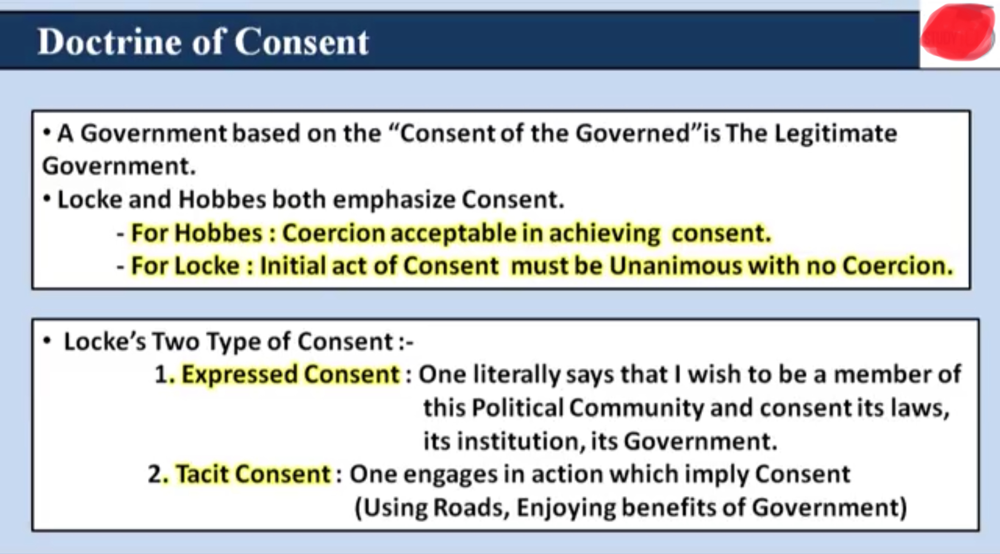 Doctrine of Consent
• A Government based on the “Consent of the Governed”is The Legitimate
Government.
• Locke and Hobbes both emphasize Consent.
- For Hobbes : Coercion acceptable in achieving consent.
- For Locke : Initial act of Consent must be Unanimous with no Coercion.
• Locke’s Two Type of Consent :-
1. Expressed Consent : One literally says that I wish to be a member of
this Political Community and consent its laws,
its institution, its Government.
2. Tacit Consent : One engages in action which imply Consent
(Using Roads, Enjoying benefits of Government)